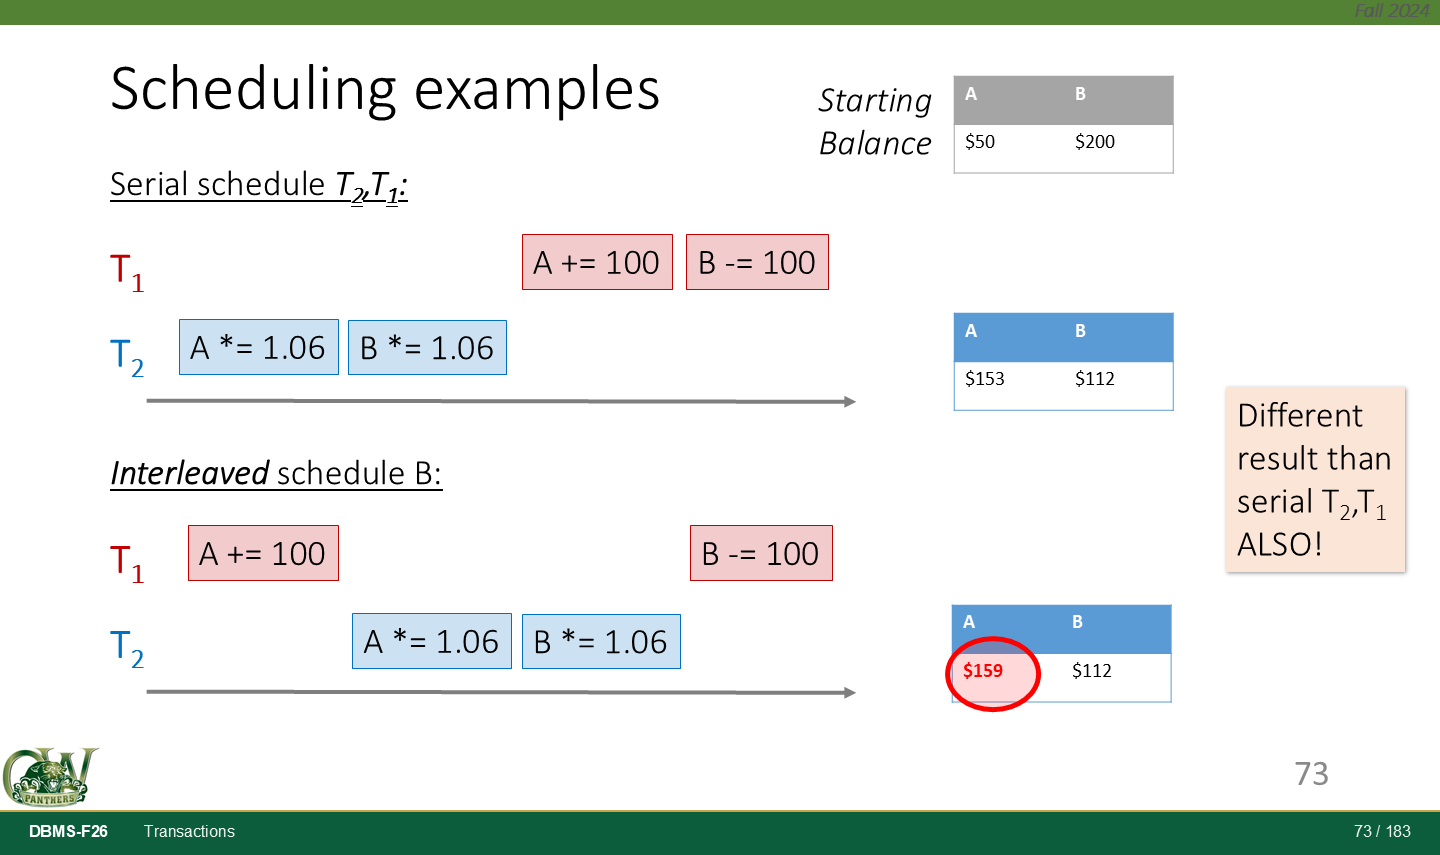 Fall 2024
Scheduling examples
Starting
Balance
A B
$50 $200
Serial schedule T2,T1:
T1
A += 100 B -= 100
T2
A *= 1.06 B *= 1.06
A B
$153 $112
Different
result than
serial T2,T1
ALSO!
Interleaved schedule B:
T1
A += 100 B -= 100
T2
A *= 1.06 B *= 1.06
A B
$159 $112
OW
PANTHERS
73
DBMS-F26 Transactions 73 / 183